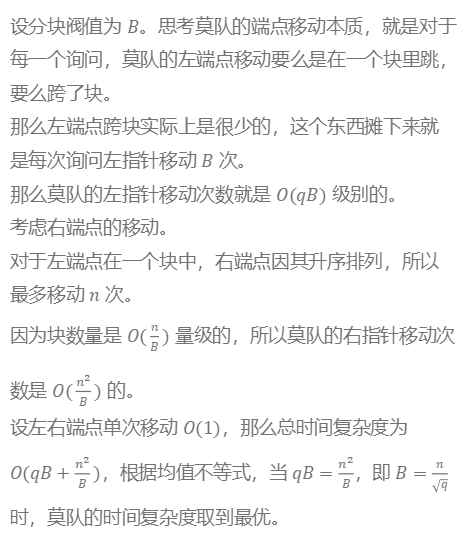 设分块阀值为 B。思考莫队的端点移动本质，就是对于
每一个询问，莫队的左端点移动要么是在一个块里跳，
要么跨了块。
那么左端点跨块实际上是很少的，这个东西摊下来就
是每次询问左指针移动 B 次。
那么莫队的左指针移动次数就是 O(qB) 级别的。
考虑右端点的移动。
对于左端点在一个块中，右端点因其升序排列，所以
最多移动 n 次。
因为块数量是 O(\frac{n}{B}) 量级的，所以莫队的右指针移动次
数是 O(\frac{n^2}{B}) 的。
设左右端点单次移动 O(1)，那么总时间复杂度为
O(qB + \frac{n^2}{B})，根据均值不等式，当 qB = \frac{n^2}{B}，即 B = \frac{n}{\sqrt{q}}
时，莫队的时间复杂度取到最优。